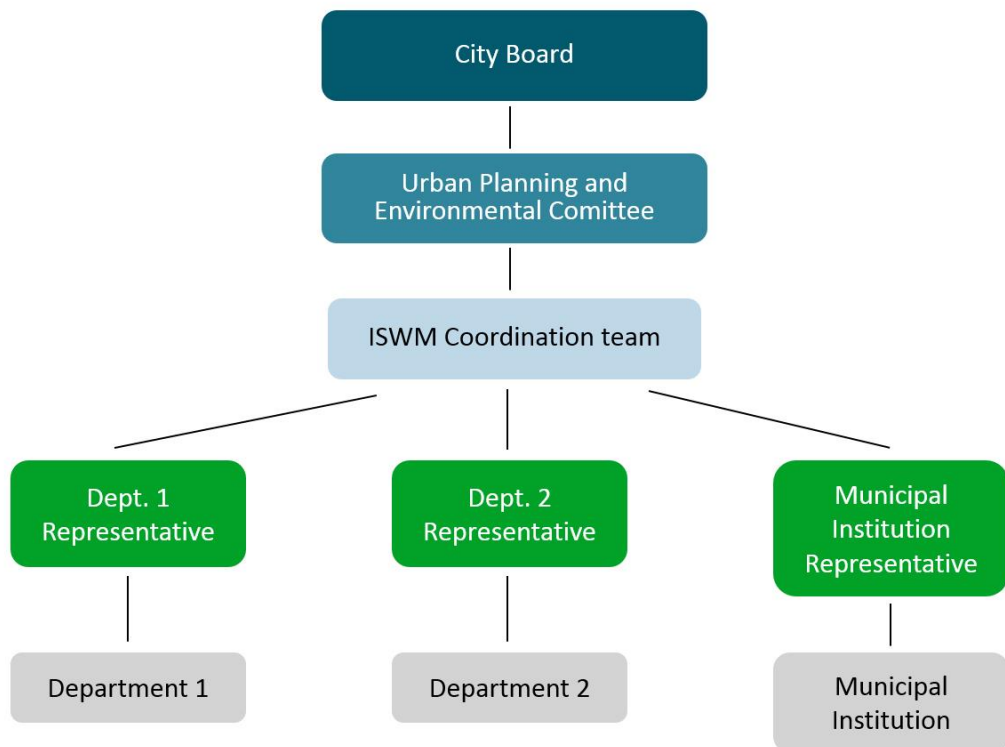 City Board
Urban Planning and
Environmental Comittee
ISWM Coordination team
Dept. 1
Representative
Dept. 2
Representative
Municipal
Institution
Representative
Department 1
Department 2
Municipal
Institution